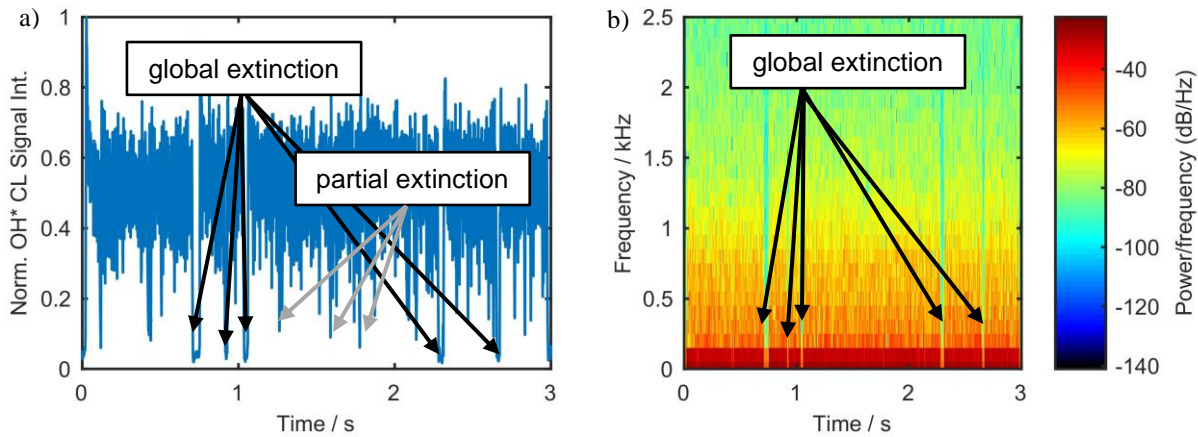 a)
Norm. OH* CL Signal Int.
1
0.8
0.6
0.4
0.2
0
0
1
2
3
Time / s
global extinction
partial extinction
b)
Frequency / kHz
2.5
2
1.5
1
0.5
0
0
1
2
3
Time / s
global extinction
-40
-60
-80
-100
-120
-140
Power/frequency (dB/Hz)